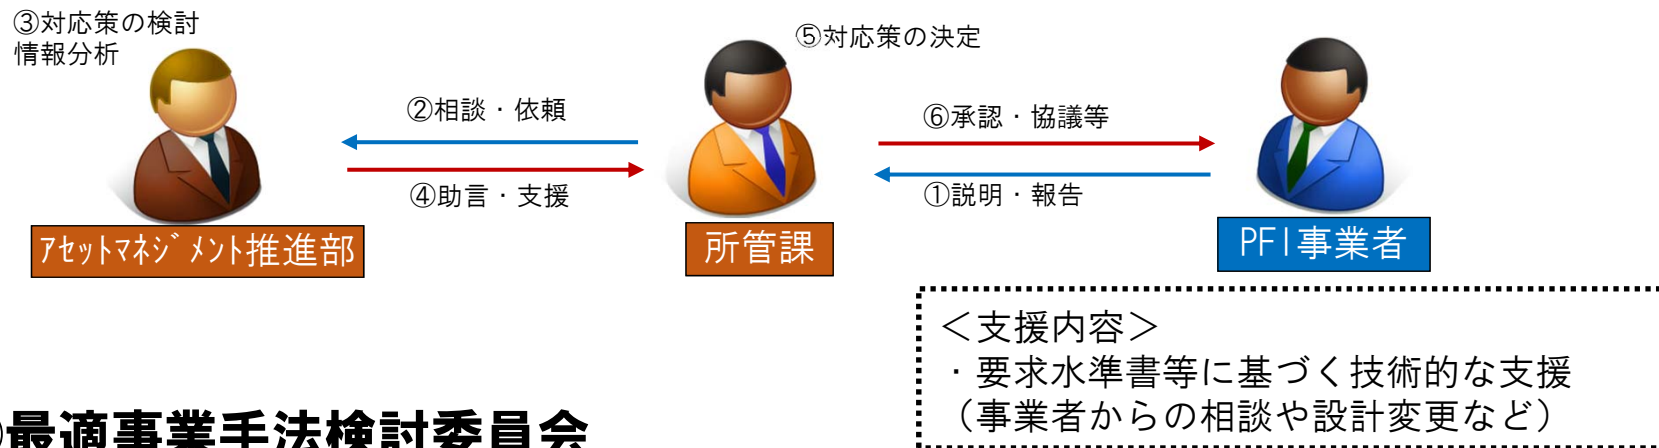 ③対応策の検討
情報分析
⑤対応策の決定
②相談・依頼
⑥承認・協議等
④助言・支援
①説明・報告
ｱｾｯﾄﾏﾈｼﾞﾒﾝﾄ推進部
所管課
PFI事業者
＜支援内容＞
・要求水準書等に基づく技術的な支援
（事業者からの相談や設計変更など）
最適事業手法検討委員会